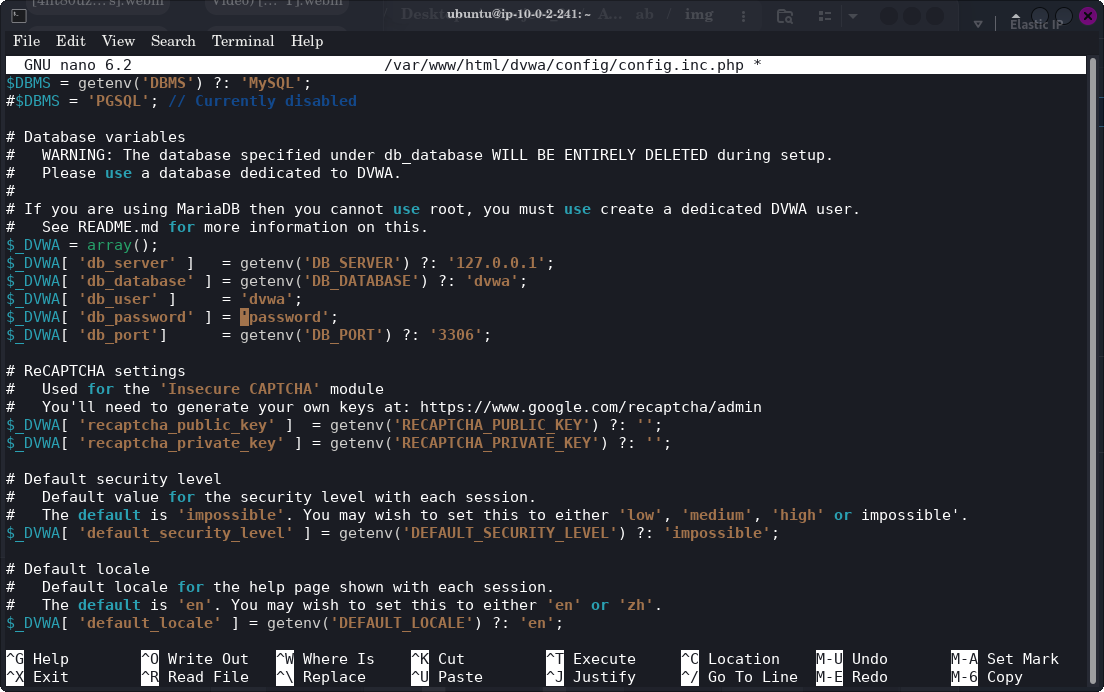 ubuntu@ip-10-0-2-241: ~
Elastic IP
File Edit View Search Terminal Help
GNU nano 6.2 /var/www/html/dvwa/config/config.inc.php *
$DBMS = getenv('DBMS') ?: 'MySQL';
#$DBMS = 'PGSQL'; // Currently disabled
# Database variables
#   WARNING: The database specified under db_database WILL BE ENTIRELY DELETED during setup.
#   Please use a database dedicated to DVWA.
#
# If you are using MariaDB then you cannot use root, you must use create a dedicated DVWA user.
#   See README.md for more information on this.
$_DVWA = array();
$_DVWA[ 'db_server' ]   = getenv('DB_SERVER') ?: '127.0.0.1';
$_DVWA[ 'db_database' ] = getenv('DB_DATABASE') ?: 'dvwa';
$_DVWA[ 'db_user' ]     = 'dvwa';
$_DVWA[ 'db_password' ] = 'password';
$_DVWA[ 'db_port']      = getenv('DB_PORT') ?: '3306';
# ReCAPTCHA settings
#   Used for the 'Insecure CAPTCHA' module
#   You'll need to generate your own keys at: https://www.google.com/recaptcha/admin
$_DVWA[ 'recaptcha_public_key' ]  = getenv('RECAPTCHA_PUBLIC_KEY') ?: '';
$_DVWA[ 'recaptcha_private_key' ] = getenv('RECAPTCHA_PRIVATE_KEY') ?: '';
# Default security level
#   Default value for the security level with each session.
#   The default is 'impossible'. You may wish to set this to either 'low', 'medium', 'high' or impossible'.
$_DVWA[ 'default_security_level' ] = getenv('DEFAULT_SECURITY_LEVEL') ?: 'impossible';
# Default locale
#   Default locale for the help page shown with each session.
#   The default is 'en'. You may wish to set this to either 'en' or 'zh'.
$_DVWA[ 'default_locale' ] = getenv('DEFAULT_LOCALE') ?: 'en';
^G Help ^O Write Out ^W Where Is ^K Cut ^T Execute ^C Location M-U Undo M-A Set Mark
^X Exit ^R Read File ^\ Replace ^U Paste ^J Justify ^/ Go To Line M-E Redo M-6 Copy